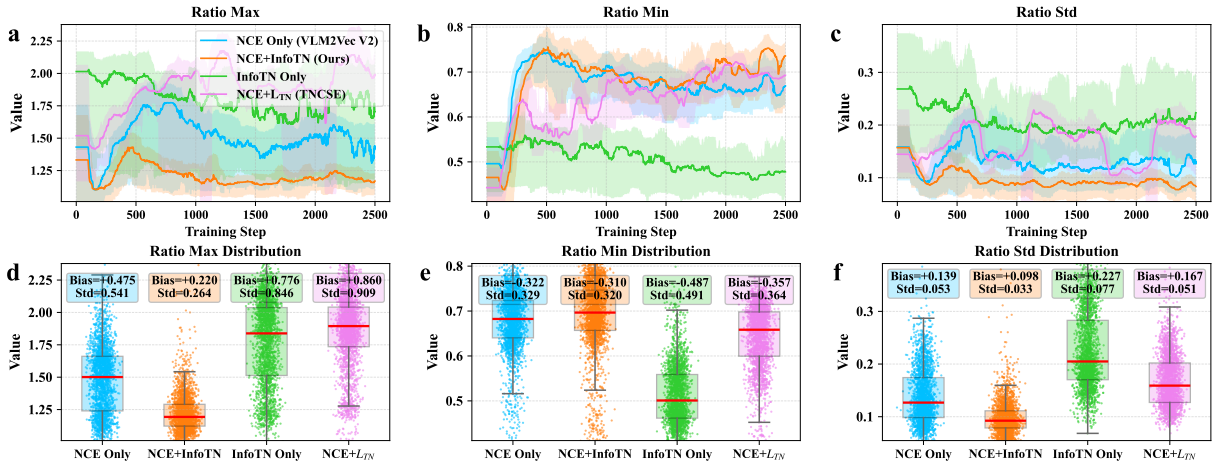 Ratio Max
a
Value
2.25
2.00
1.75
1.50
1.25
0
500
1000
1500
2000
2500
Training Step
NCE Only (VLM2Vec V2)
NCE+InfoTN (Ours)
InfoTN Only
NCE+L_TN (TNCSE)
Ratio Min
b
Value
0.8
0.7
0.6
0.5
0
500
1000
1500
2000
2500
Training Step
Ratio Std
c
Value
0.3
0.2
0.1
0
500
1000
1500
2000
2500
Training Step
Ratio Max Distribution
d
Value
2.25
2.00
1.75
1.50
1.25
Bias=+0.475
Std=0.541
Bias=+0.220
Std=0.264
Bias=+0.776
Std=0.846
Bias=+0.860
Std=0.909
NCE Only
NCE+InfoTN
InfoTN Only
NCE+L_TN
Ratio Min Distribution
e
Value
0.8
0.7
0.6
0.5
Bias=-0.322
Std=0.329
Bias=-0.310
Std=0.320
Bias=-0.487
Std=0.491
Bias=-0.357
Std=0.364
NCE Only
NCE+InfoTN
InfoTN Only
NCE+L_TN
Ratio Std Distribution
f
Value
0.3
0.2
0.1
Bias=+0.139
Std=0.053
Bias=+0.098
Std=0.033
Bias=+0.227
Std=0.077
Bias=+0.167
Std=0.051
NCE Only
NCE+InfoTN
InfoTN Only
NCE+L_TN